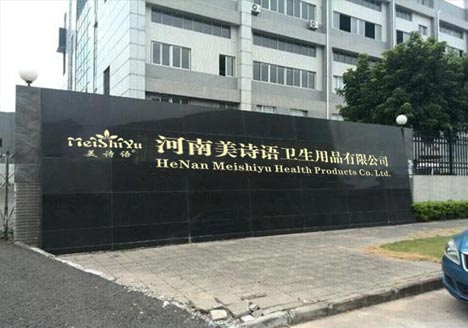 MeiShiYu
美诗语
河南美诗语卫生用品有限公司
HeNan Meishiyu Health Products Co. Ltd.